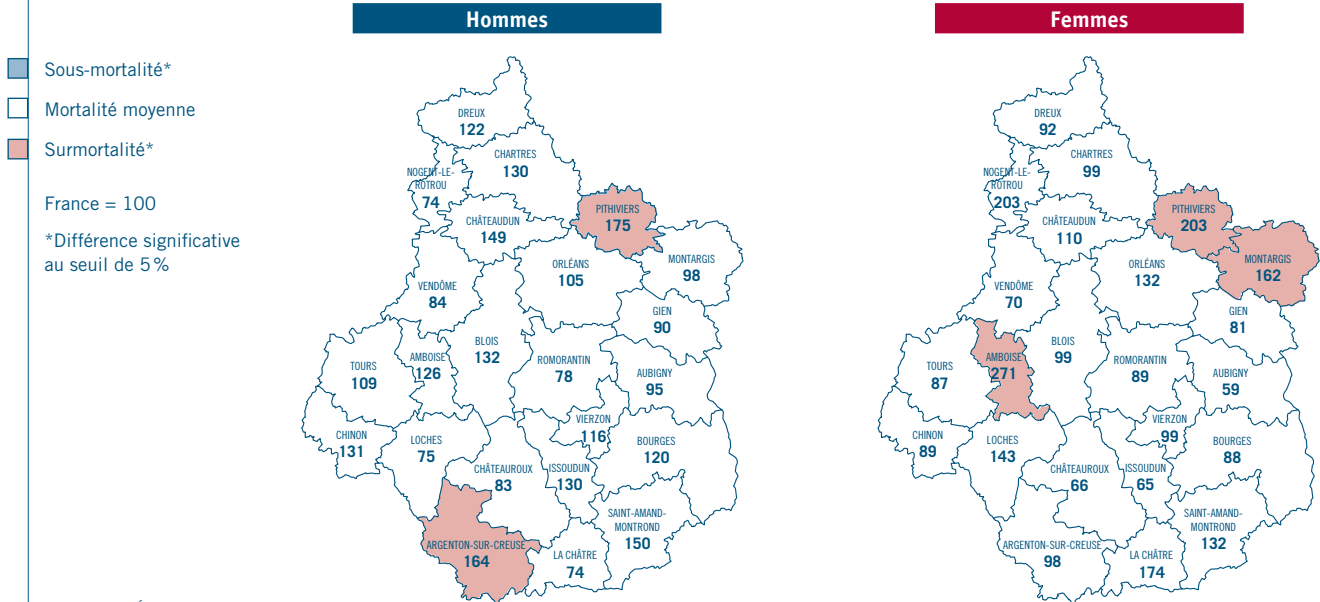 Hommes
Femmes
Sous-mortalité*
Mortalité moyenne
Surmortalité*
France = 100
*Différence significative
au seuil de 5 %
DREUX
122
CHARTRES
130
NOGENT-LE-
ROTROU
74
PITHIVIERS
175
CHÂTEAUDUN
149
ORLÉANS
105
MONTARGIS
98
VENDÔME
84
GIEN
90
BLOIS
132
TOURS
109
AMBOISE
126
ROMORANTIN
78
AUBIGNY
95
VIERZON
116
CHINON
131
LOCHES
75
BOURGES
120
CHÂTEAUROUX
83
ISSOUDUN
130
SAINT-AMAND-
MONTROND
150
ARGENTON-SUR-CREUSE
164
LA CHÂTRE
74
DREUX
92
CHARTRES
99
NOGENT-LE-
ROTROU
203
PITHIVIERS
203
CHÂTEAUDUN
110
ORLÉANS
132
MONTARGIS
162
VENDÔME
70
GIEN
81
BLOIS
99
TOURS
87
AMBOISE
271
ROMORANTIN
89
AUBIGNY
59
VIERZON
99
CHINON
89
LOCHES
143
BOURGES
88
CHÂTEAUROUX
66
ISSOUDUN
65
SAINT-AMAND-
MONTROND
132
ARGENTON-SUR-CREUSE
98
LA CHÂTRE
174